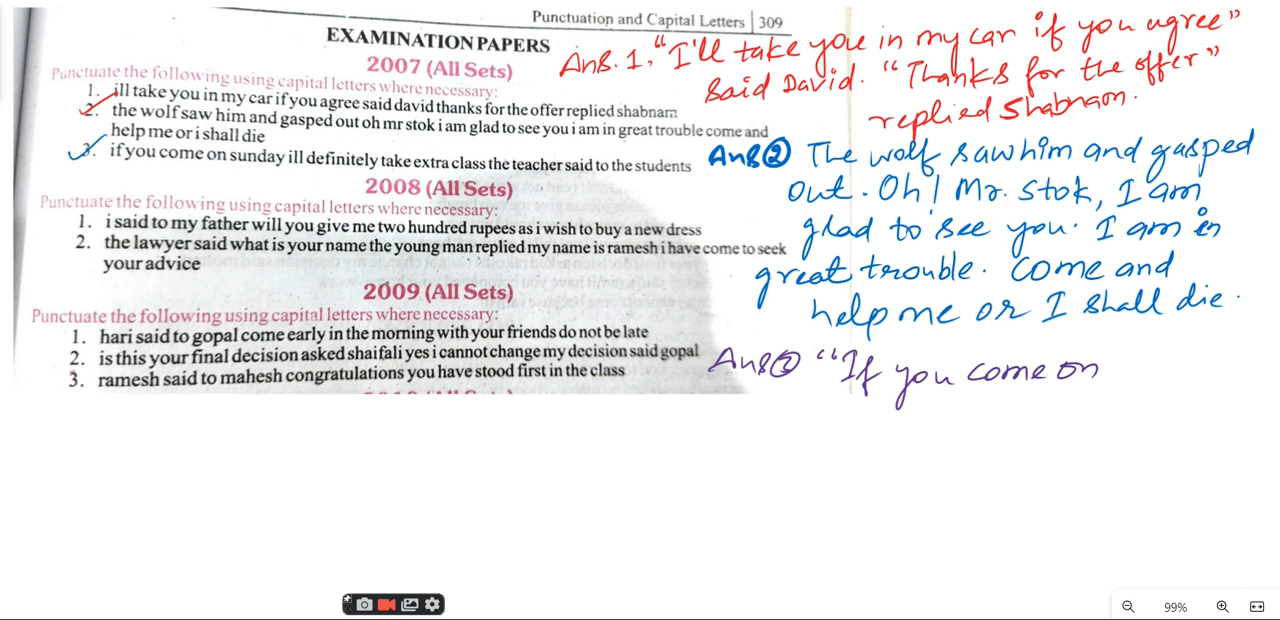 Punctuation and Capital Letters | 309
EXAMINATION PAPERS
2007 (All Sets)
Punctuate the following using capital letters where necessary:
1. ill take you in my car if you agree said david thanks for the offer replied shabnam
2. the wolf saw him and gasped out oh mr stok i am glad to see you i am in great trouble come and
help me or i shall die
3. if you come on sunday ill definitely take extra class the teacher said to the students
2008 (All Sets)
Punctuate the following using capital letters where necessary:
1. i said to my father will you give me two hundred rupees as i wish to buy a new dress
2. the lawyer said what is your name the young man replied my name is ramesh i have come to seek
your advice
2009 (All Sets)
Punctuate the following using capital letters where necessary:
1. hari said to gopal come early in the morning with your friends do not be late
2. is this your final decision asked shaifali yes i cannot change my decision said gopal
3. ramesh said to mahesh congratulations you have stood first in the class
Ans. 1. "I'll take you in my car if you agree"
Said David. "Thanks for the offer"
replied Shabnam.
Ans ② The wolf saw him and gasped
out. Oh! Mr. Stok, I am
glad to see you. I am in
great trouble. Come and
help me or I shall die.
Ans ③ "If you come on
99%